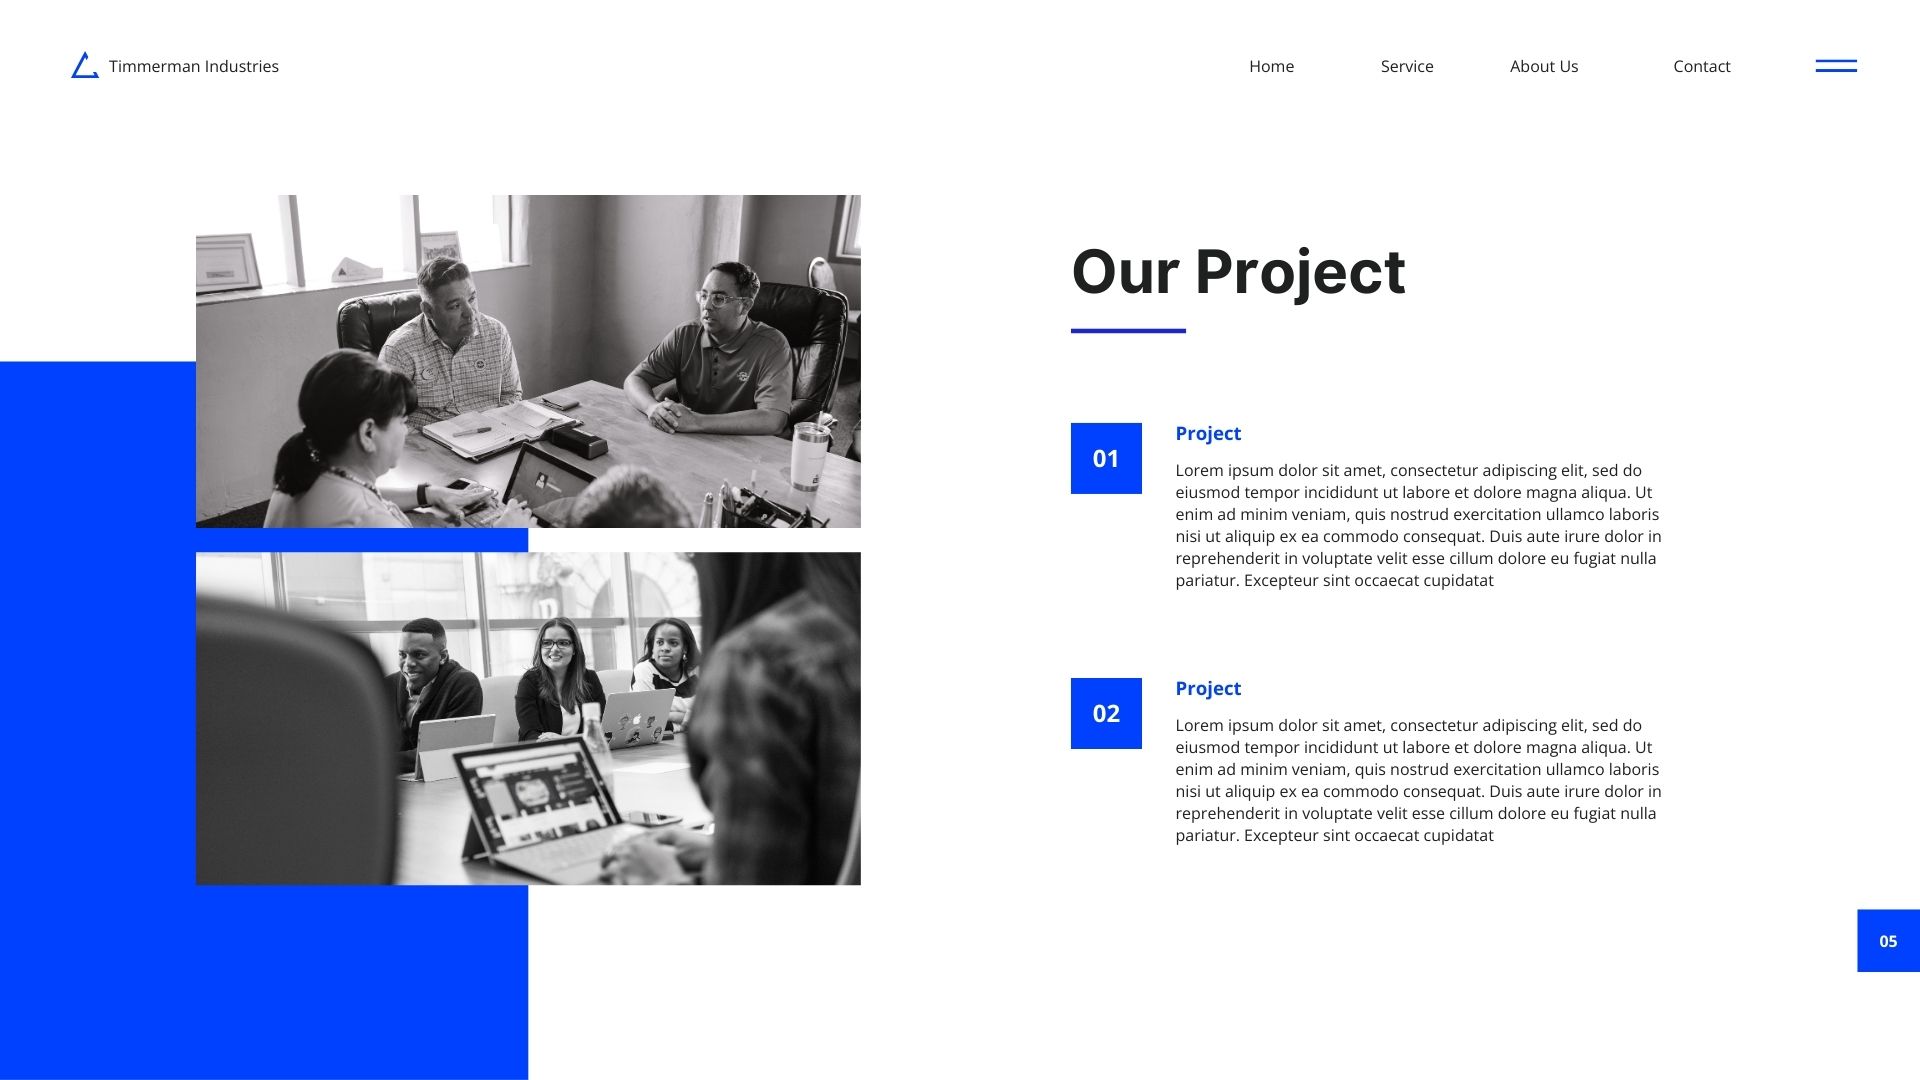 Timmerman Industries
Home
Service
About Us
Contact
Our Project
01
Project
Lorem ipsum dolor sit amet, consectetur adipiscing elit, sed do
eiusmod tempor incididunt ut labore et dolore magna aliqua. Ut
enim ad minim veniam, quis nostrud exercitation ullamco laboris
nisi ut aliquip ex ea commodo consequat. Duis aute irure dolor in
reprehenderit in voluptate velit esse cillum dolore eu fugiat nulla
pariatur. Excepteur sint occaecat cupidatat
02
Project
Lorem ipsum dolor sit amet, consectetur adipiscing elit, sed do
eiusmod tempor incididunt ut labore et dolore magna aliqua. Ut
enim ad minim veniam, quis nostrud exercitation ullamco laboris
nisi ut aliquip ex ea commodo consequat. Duis aute irure dolor in
reprehenderit in voluptate velit esse cillum dolore eu fugiat nulla
pariatur. Excepteur sint occaecat cupidatat
05